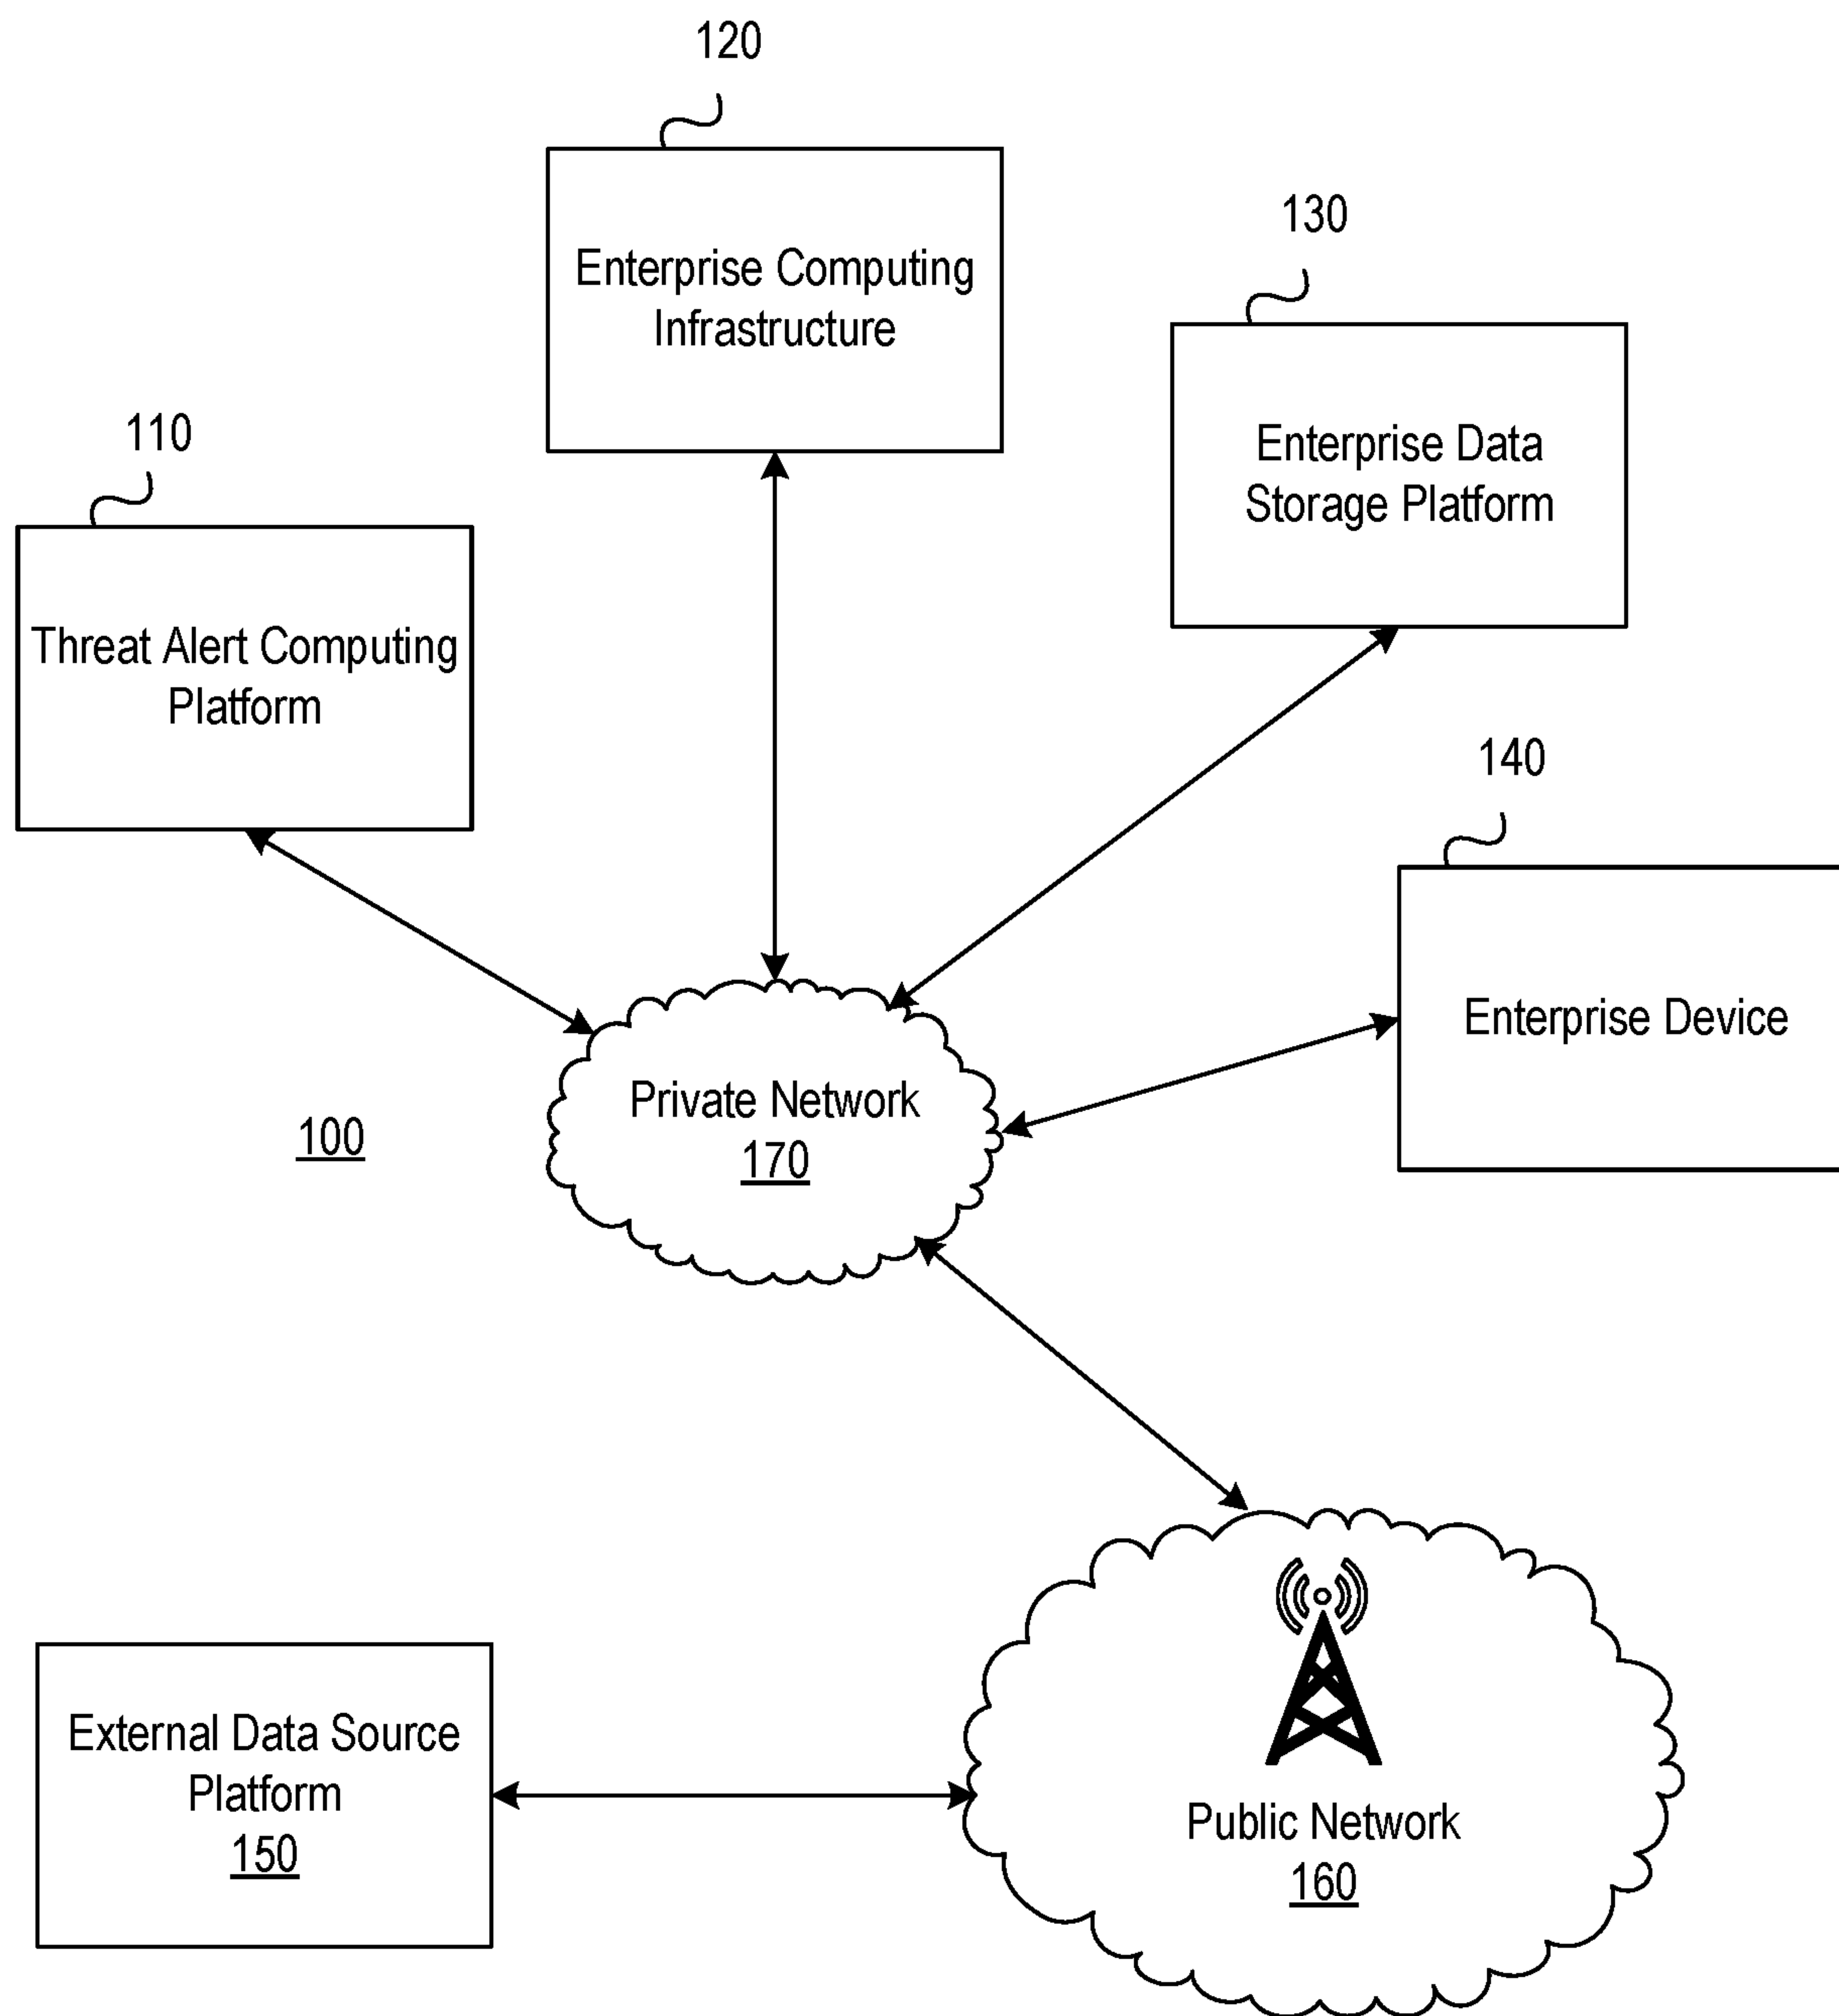 120
Enterprise Computing
Infrastructure
130
Enterprise Data
Storage Platform
110
Threat Alert Computing
Platform
140
Enterprise Device
Private Network
170
100
External Data Source
Platform
150
Public Network
160